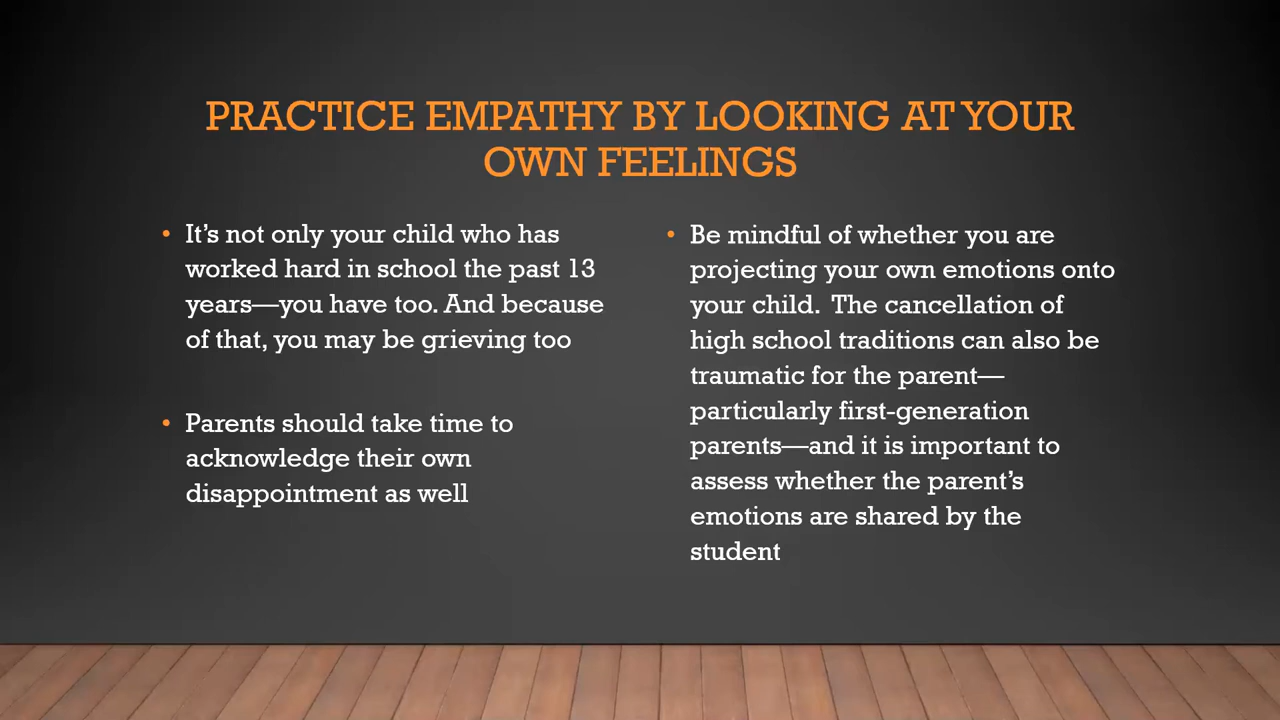 PRACTICE EMPATHY BY LOOKING AT YOUR
OWN FEELINGS
• It’s not only your child who has
worked hard in school the past 13
years—you have too. And because
of that, you may be grieving too
• Parents should take time to
acknowledge their own
disappointment as well
• Be mindful of whether you are
projecting your own emotions onto
your child.  The cancellation of
high school traditions can also be
traumatic for the parent—
particularly first-generation
parents—and it is important to
assess whether the parent’s
emotions are shared by the
student